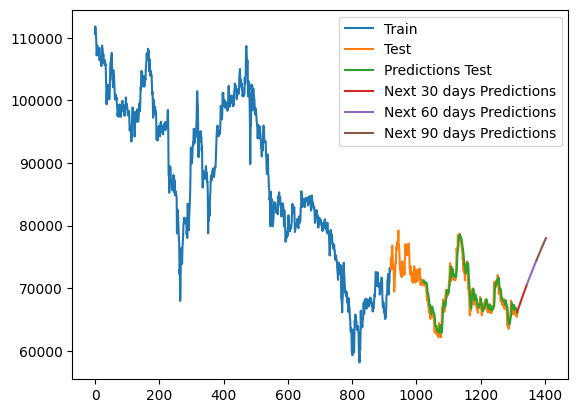 110000
100000
90000
80000
70000
60000
0 200 400 600 800 1000 1200 1400
Train
Test
Predictions Test
Next 30 days Predictions
Next 60 days Predictions
Next 90 days Predictions